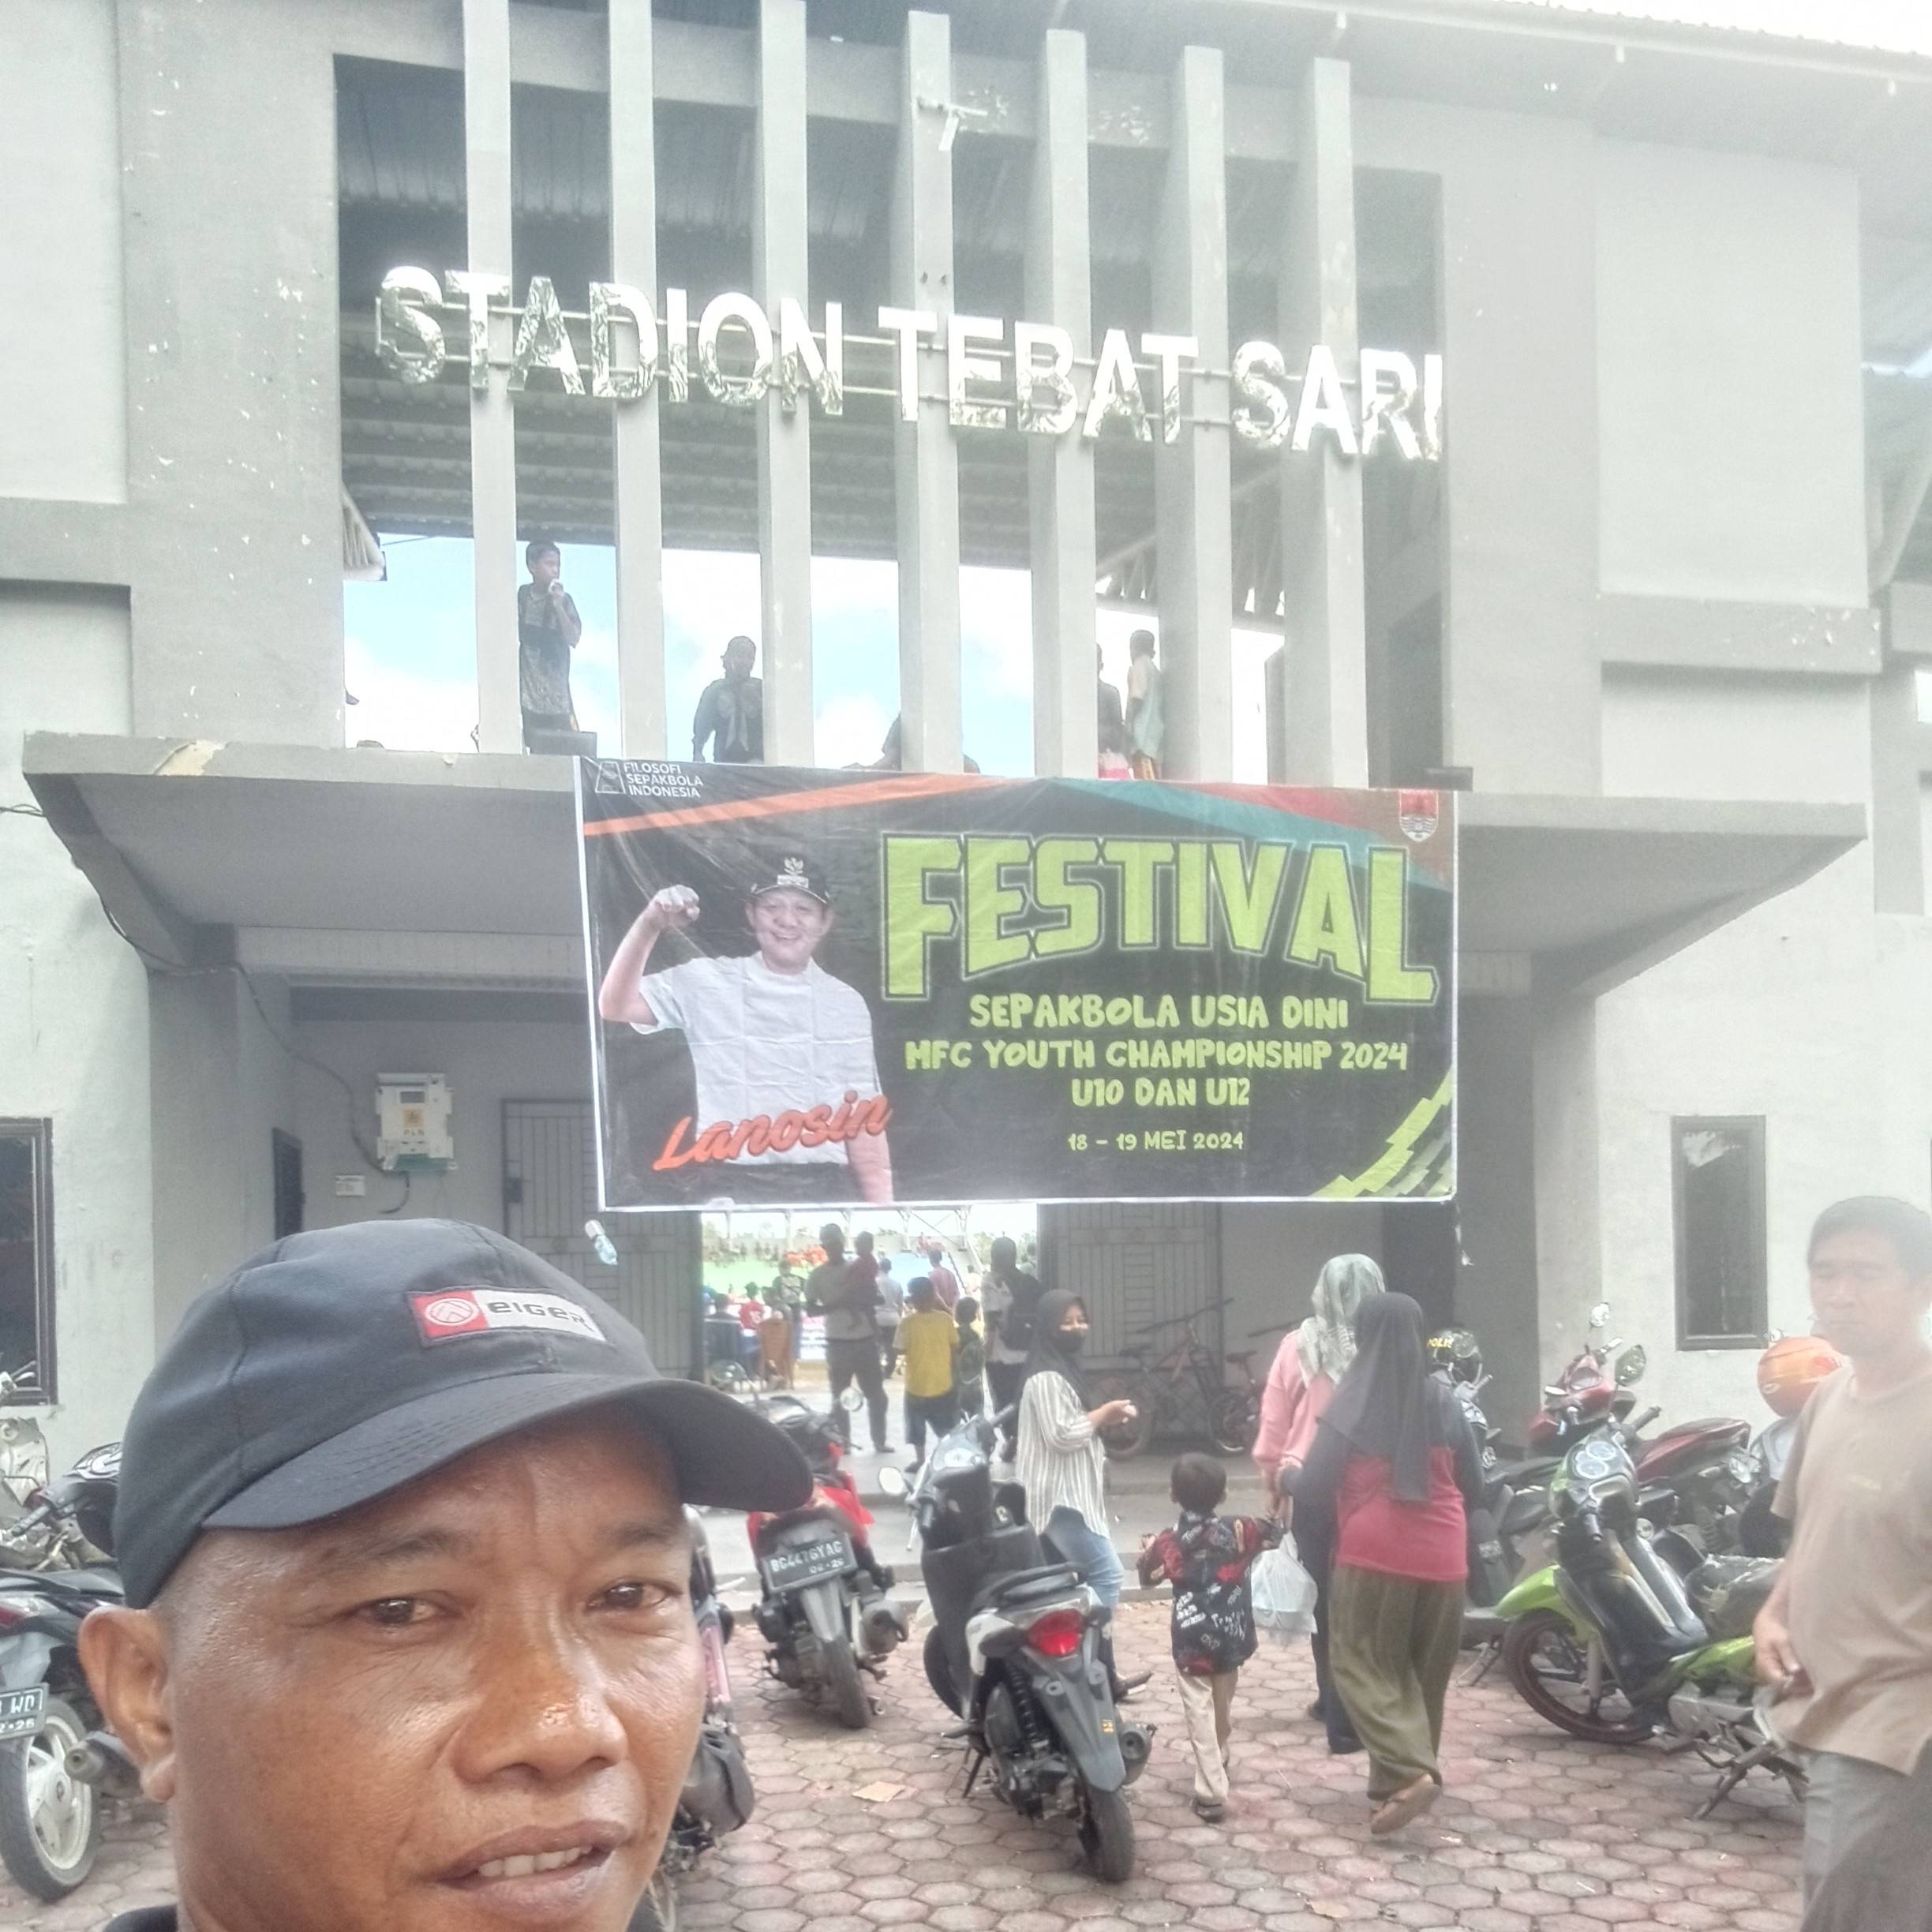 STADION TEBAT SARI
FILOSOFI
SEPAKBOLA
INDONESIA
FESTIVAL
SEPAKBOLA USIA DINI
MFC YOUTH CHAMPIONSHIP 2024
U10 DAN U12
18 - 19 MEI 2024
Lanosin
PLN
EIGER